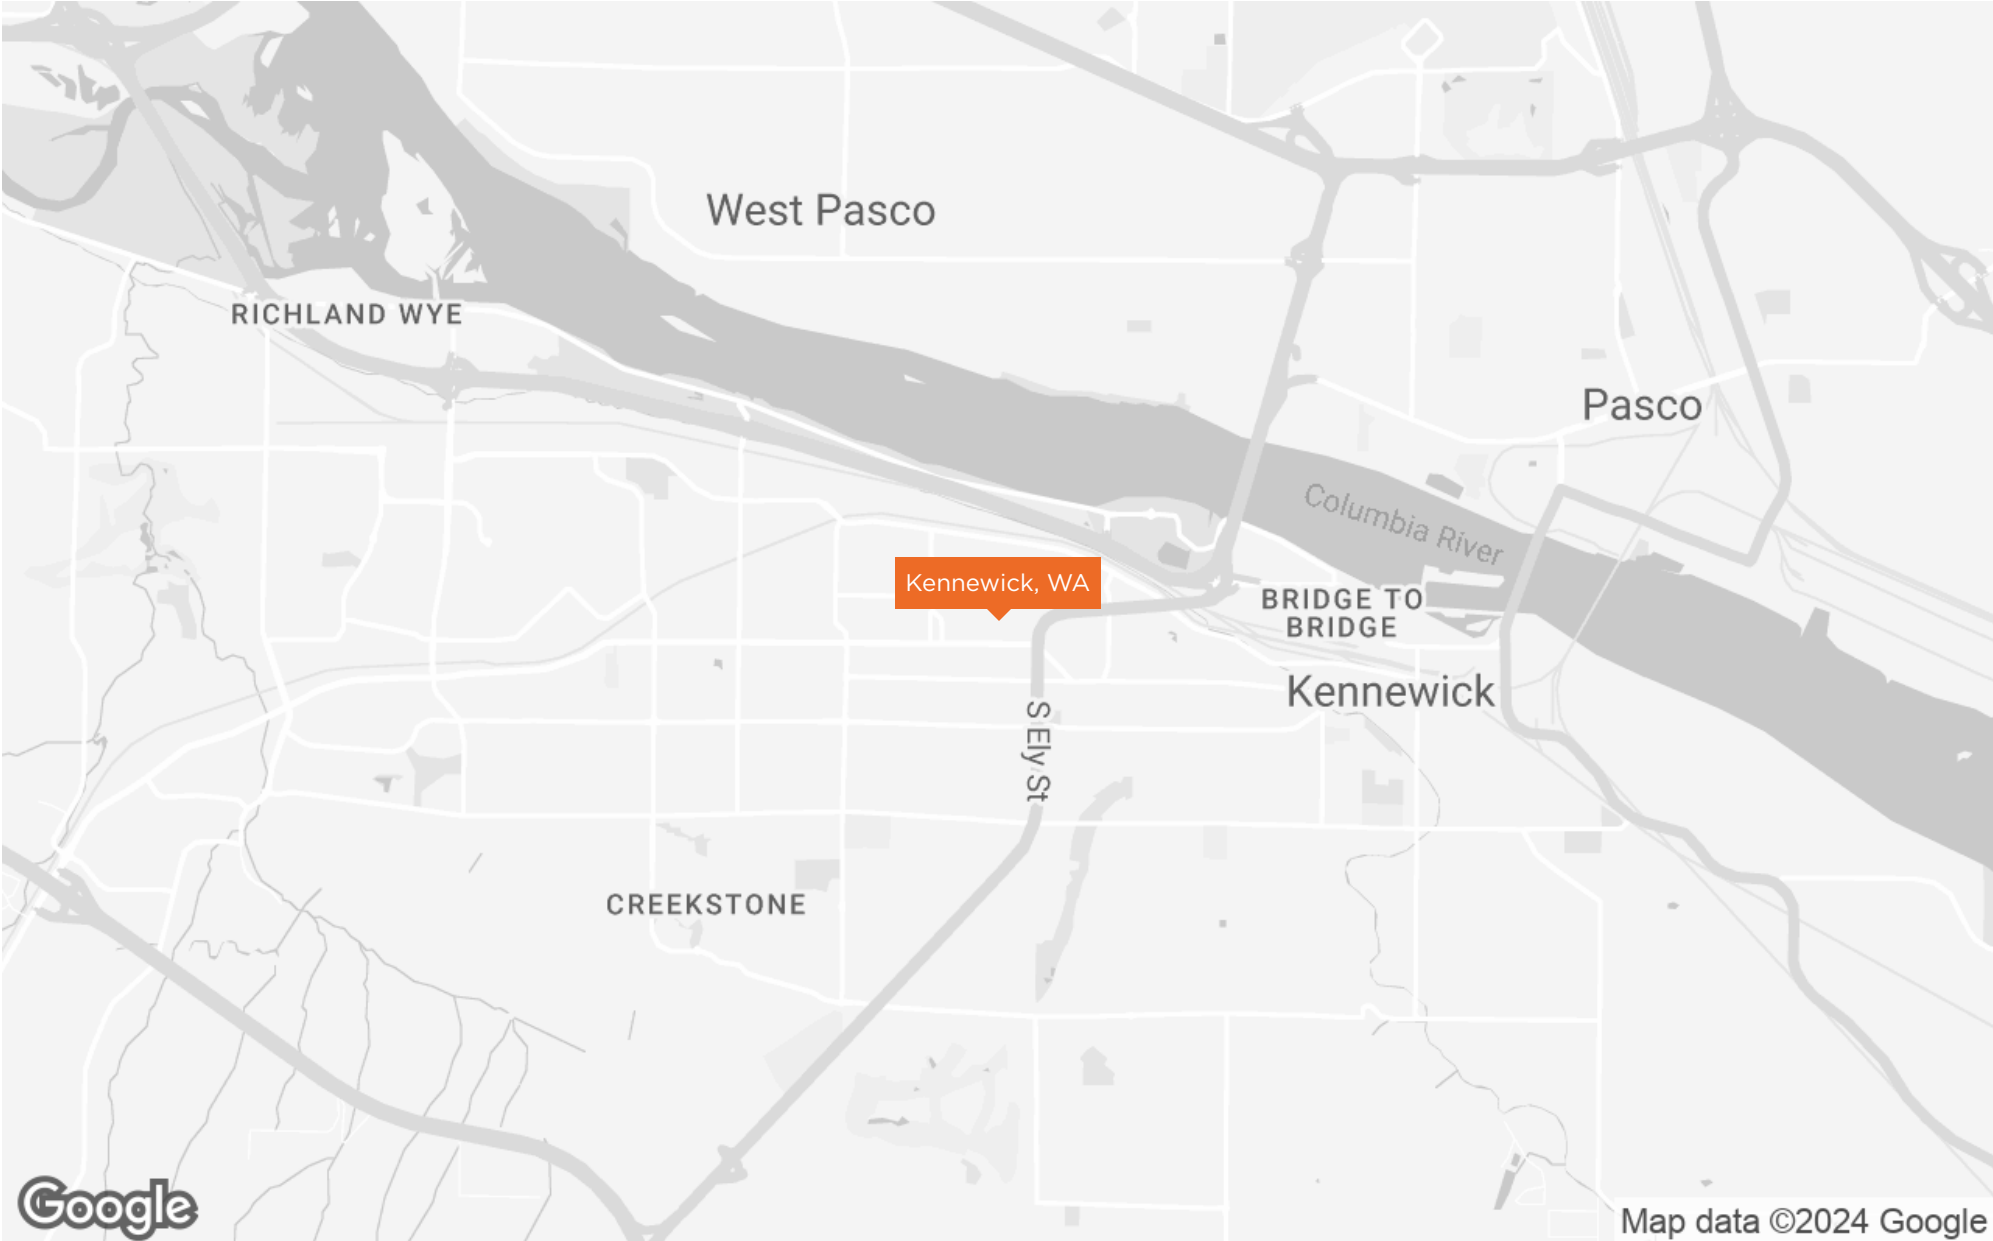 West Pasco
RICHLAND WYE
Pasco
Columbia River
Kennewick, WA
BRIDGE TO
BRIDGE
Kennewick
S Ely St
CREEKSTONE
Google
Map data ©2024 Google